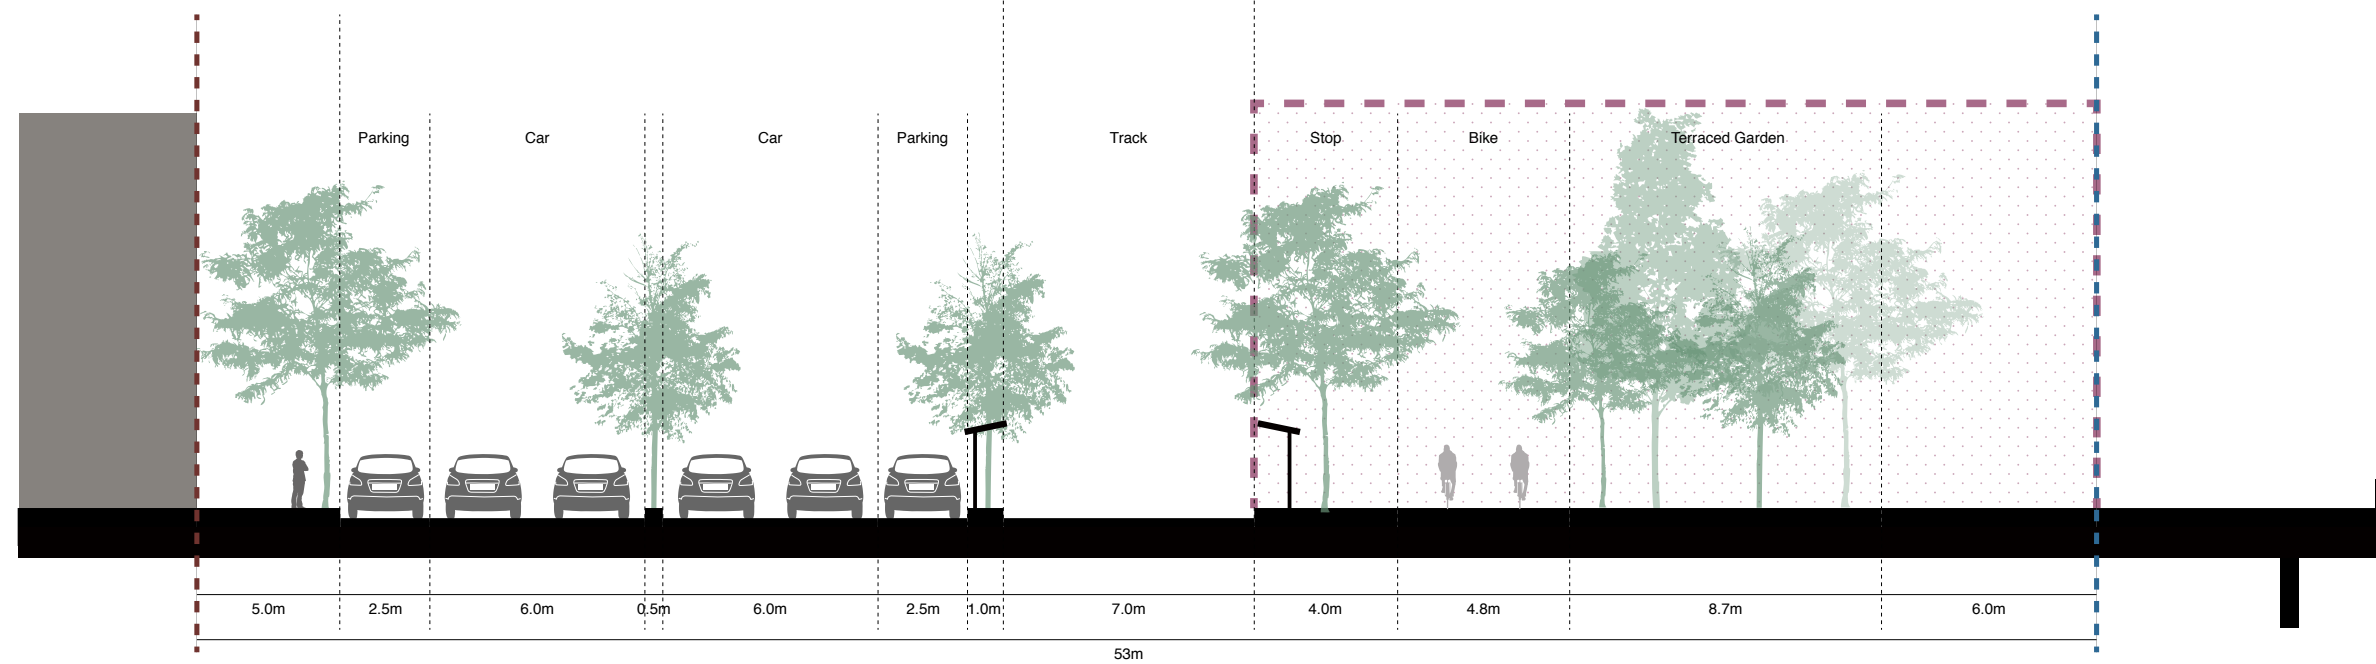 Parking
Car
Car
Parking
Track
Stop
Bike
Terraced Garden
5.0m
2.5m
6.0m
0.5m
6.0m
2.5m
1.0m
7.0m
4.0m
4.8m
8.7m
6.0m
53m